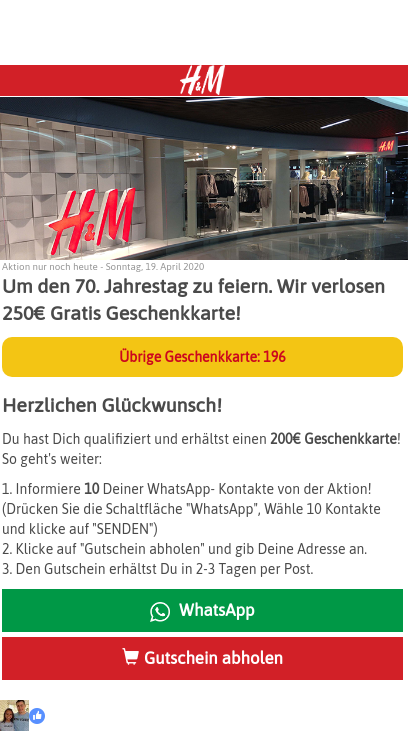 H&M
H&M
H&M
Aktion nur noch heute - Sonntag, 19. April 2020
Um den 70. Jahrestag zu feiern. Wir verlosen
250€ Gratis Geschenkkarte!
Übrige Geschenkkarte: 196
Herzlichen Glückwunsch!
Du hast Dich qualifiziert und erhältst einen 200€ Geschenkkarte!
So geht's weiter:
1. Informiere 10 Deiner WhatsApp- Kontakte von der Aktion!
(Drücken Sie die Schaltfläche "WhatsApp", Wähle 10 Kontakte
und klicke auf "SENDEN")
2. Klicke auf "Gutschein abholen" und gib Deine Adresse an.
3. Den Gutschein erhältst Du in 2-3 Tagen per Post.
WhatsApp
Gutschein abholen